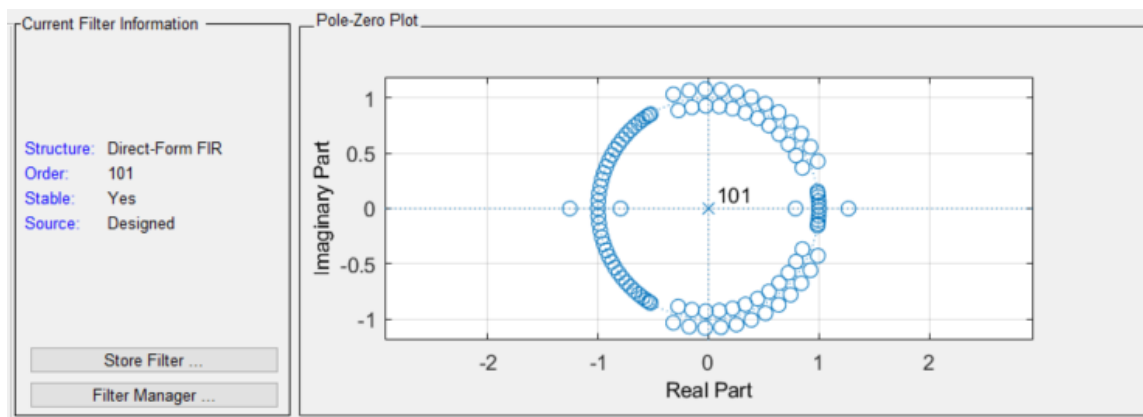 Current Filter Information
Structure: Direct-Form FIR
Order: 101
Stable: Yes
Source: Designed
Store Filter ...
Filter Manager ...
Pole-Zero Plot
Imaginary Part
1
0.5
0
-0.5
-1
101
-2 -1 0 1 2
Real Part